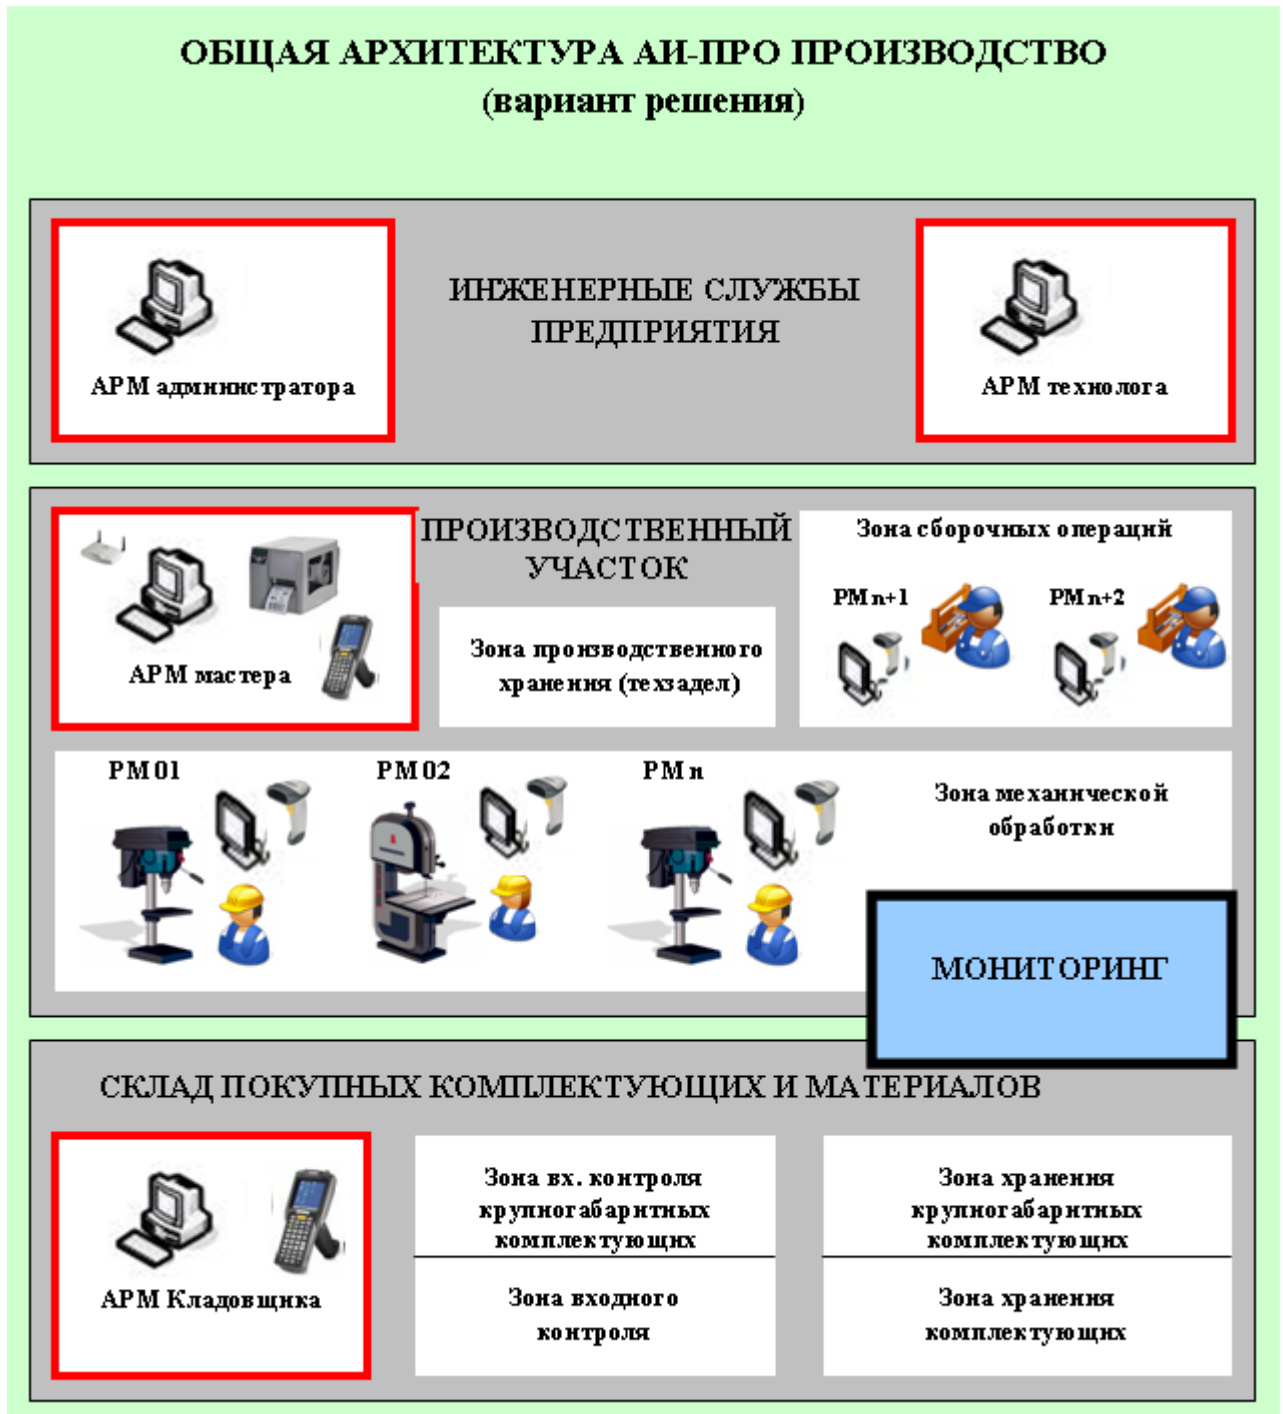 ОБЩАЯ АРХИТЕКТУРА АИ-ПРО ПРОИЗВОДСТВО
(вариант решения)
АРМ администратора
ИНЖЕНЕРНЫЕ СЛУЖБЫ
ПРЕДПРИЯТИЯ
АРМ технолога
АРМ мастера
ПРОИЗВОДСТВЕННЫЙ
УЧАСТОК
Зона производственного
хранения (техзадел)
Зона сборочных операций
РМ n+1
РМ n+2
РМ 01
РМ 02
РМ n
Зона механической
обработки
МОНИТОРИНГ
СКЛАД ПОКУПНЫХ КОМПЛЕКТУЮЩИХ И МАТЕРИАЛОВ
АРМ Кладовщика
Зона вх. контроля
крупногабаритных
комплектующих
Зона входного
контроля
Зона хранения
крупногабаритных
комплектующих
Зона хранения
комплектующих